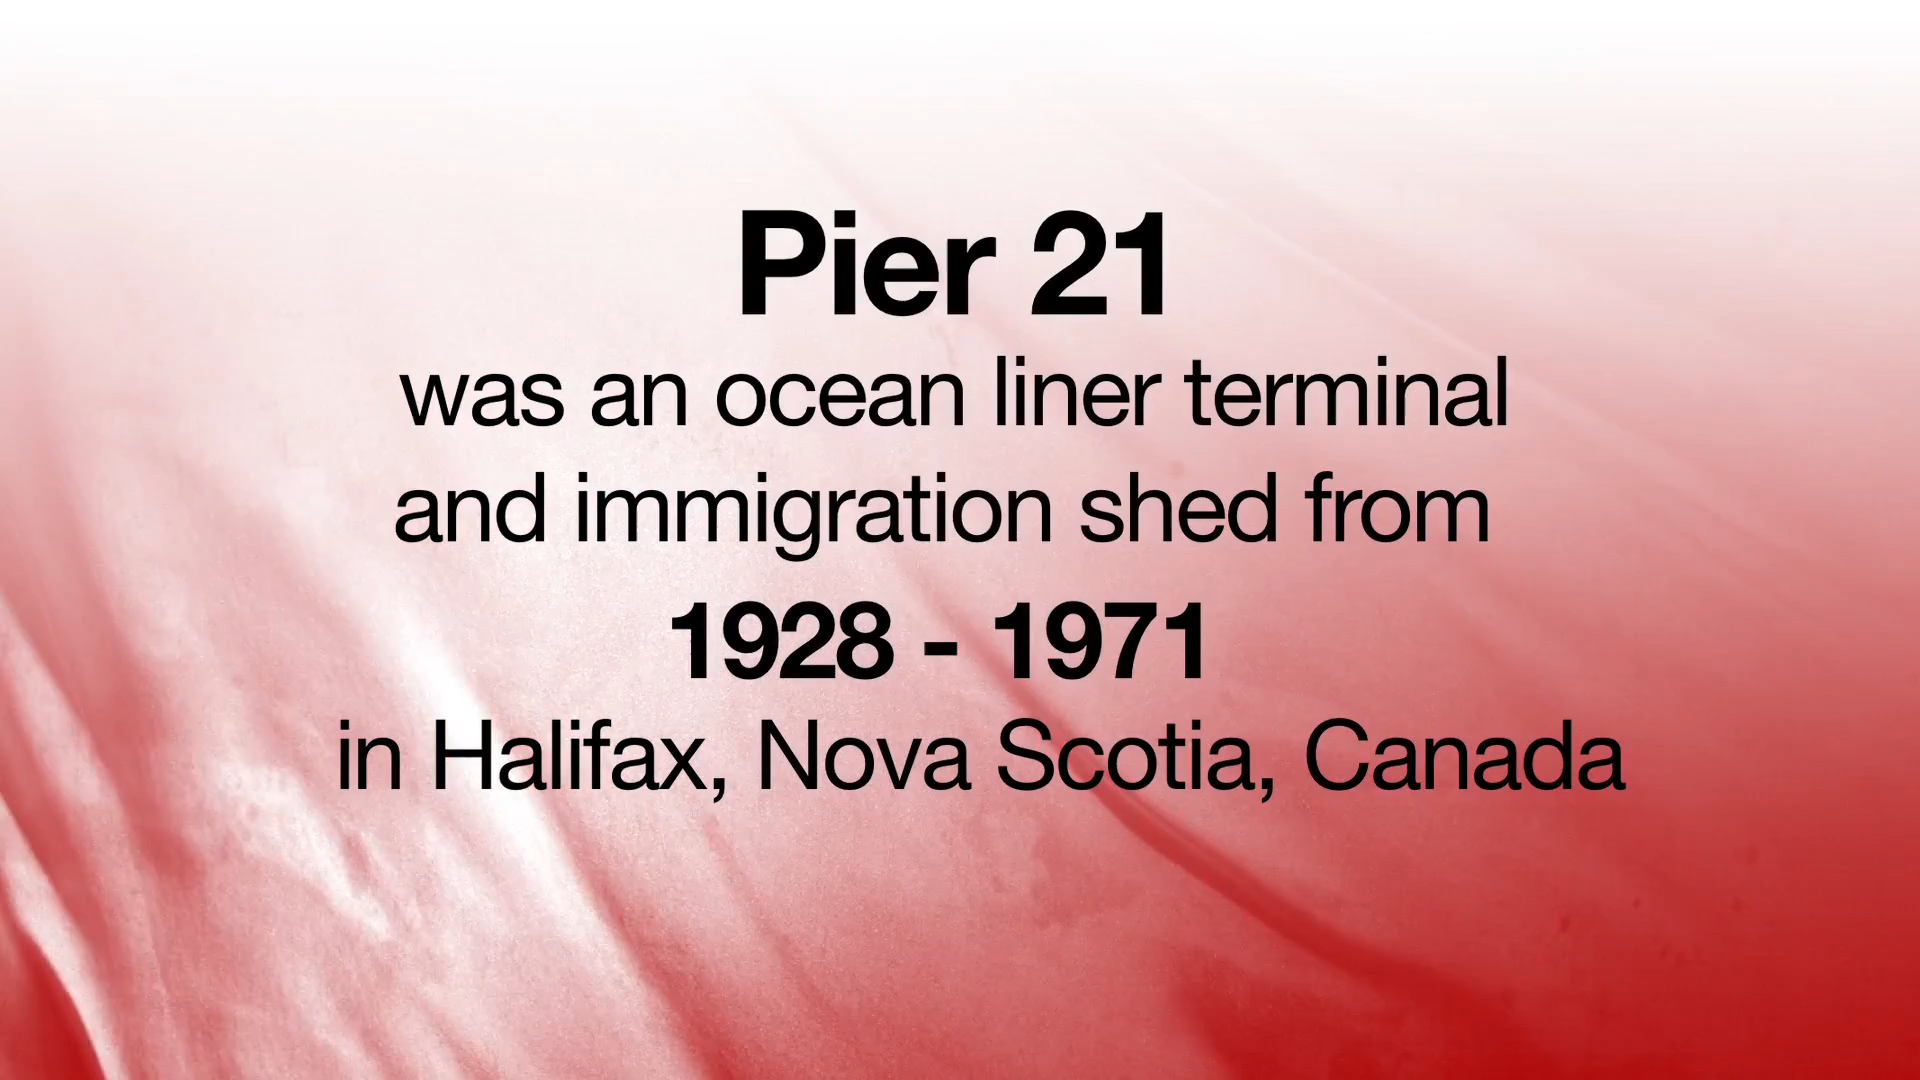 Pier 21
was an ocean liner terminal
and immigration shed from
1928 - 1971
in Halifax, Nova Scotia, Canada